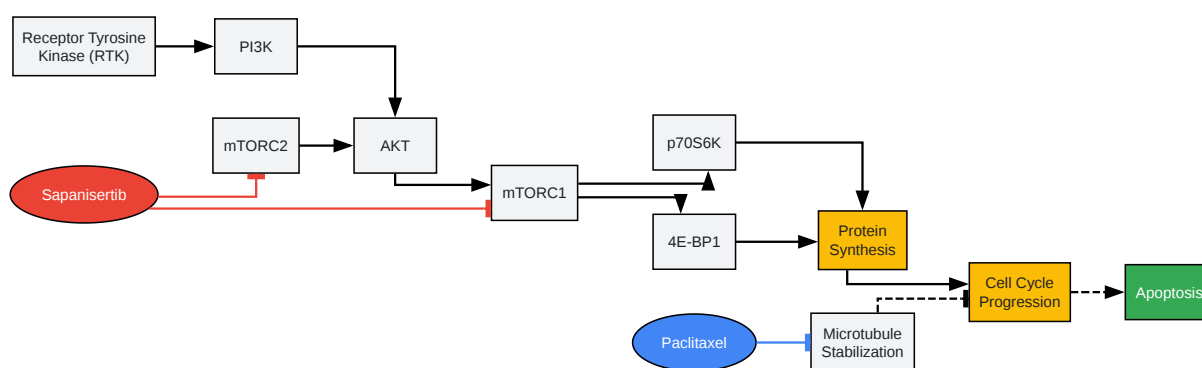 Receptor Tyrosine
Kinase (RTK)
PI3K
mTORC2
AKT
Sapanisertib
mTORC1
p70S6K
4E-BP1
Protein
Synthesis
Cell Cycle
Progression
Apoptosis
Paclitaxel
Microtubule
Stabilization